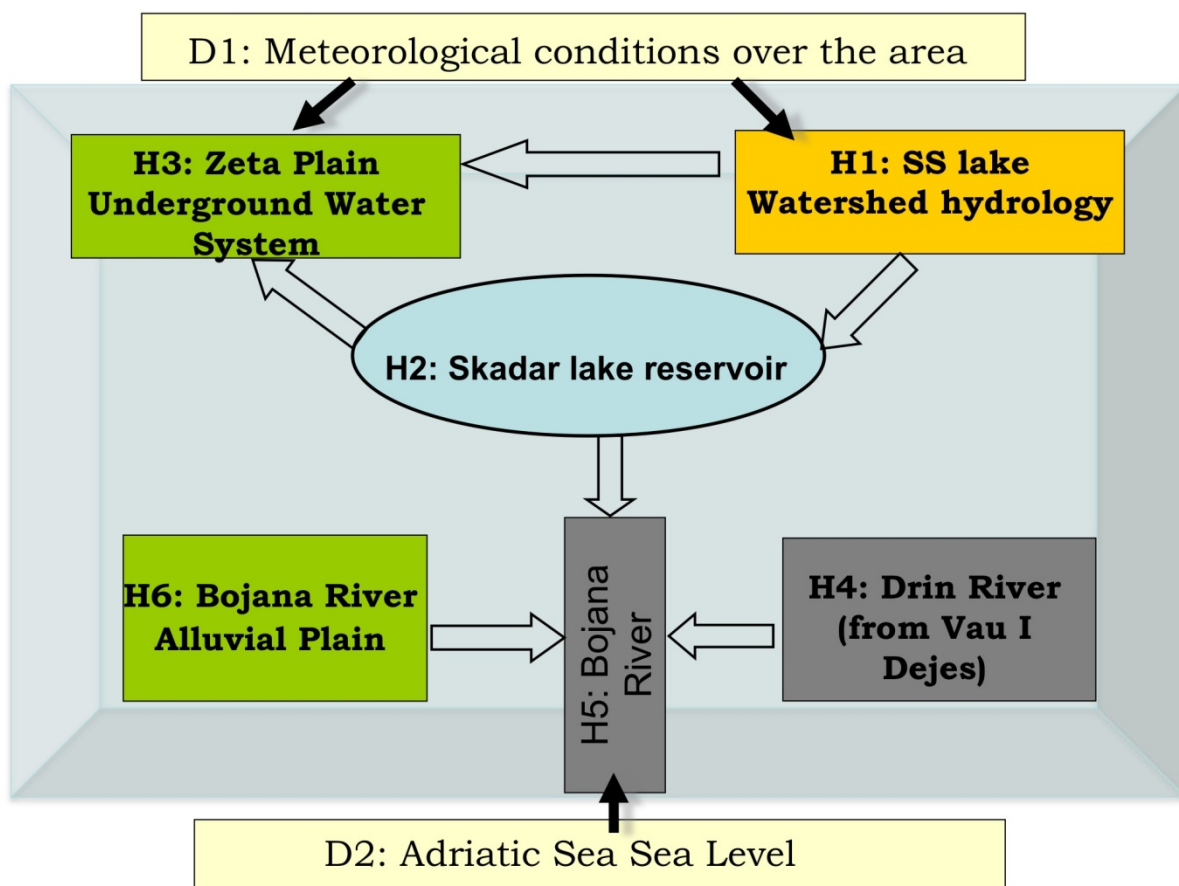 D1: Meteorological conditions over the area
H3: Zeta Plain
Underground Water
System
H1: SS lake
Watershed hydrology
H2: Skadar lake reservoir
H6: Bojana River
Alluvial Plain
H5: Bojana
River
H4: Drin River
(from Vau I
Dejes)
D2: Adriatic Sea Sea Level